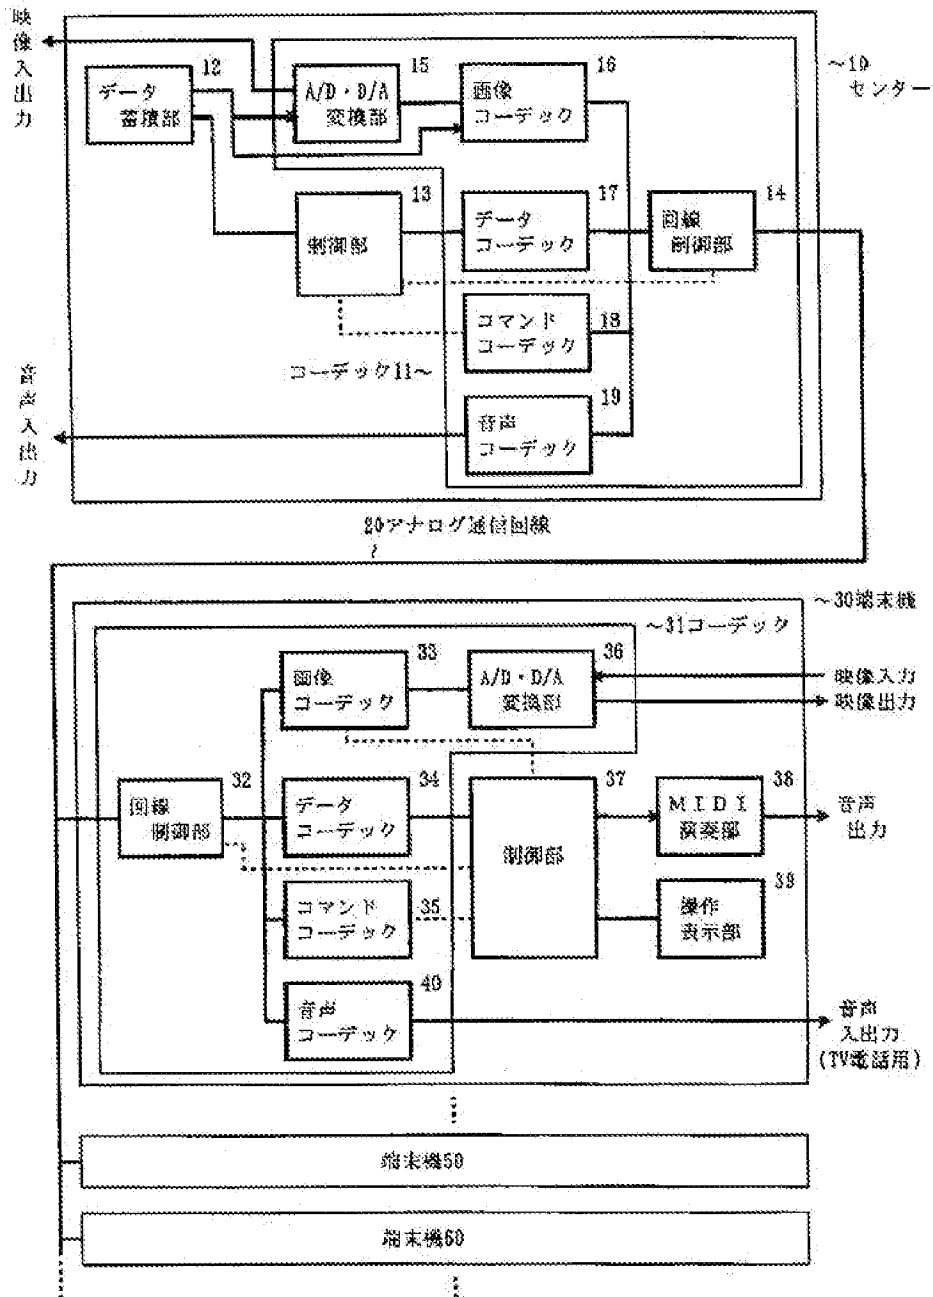 映像入出力
～10
センター
12
データ
蓄積部
15
A/D・D/A
変換部
16
画像
コーデック
13
制御部
17
データ
コーデック
14
回線
制御部
18
コマンド
コーデック
コーデック11～
19
音声
コーデック
音声入出力
20アナログ通信回線
～30端末機
～31コーデック
33
画像
コーデック
36
A/D・D/A
変換部
映像入力
映像出力
32
回線
制御部
34
データ
コーデック
37
制御部
38
MIDI
演奏部
音声
出力
35
コマンド
コーデック
39
操作
表示部
40
音声
コーデック
音声
入出力
(TV電話用)
端末機50
端末機60